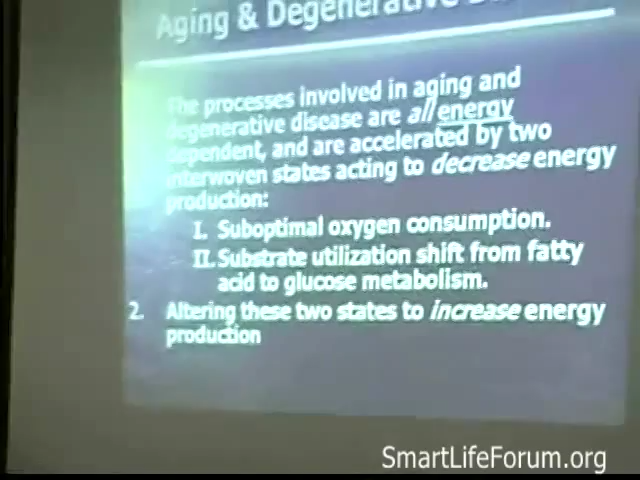 Aging & Degenerative
The processes involved in aging and
degenerative disease are all energy
dependent, and are accelerated by two
interwoven states acting to decrease energy
production:
I. Suboptimal oxygen consumption.
II. Substrate utilization shift from fatty
acid to glucose metabolism.
2. Altering these two states to increase energy
production
SmartLifeForum.org